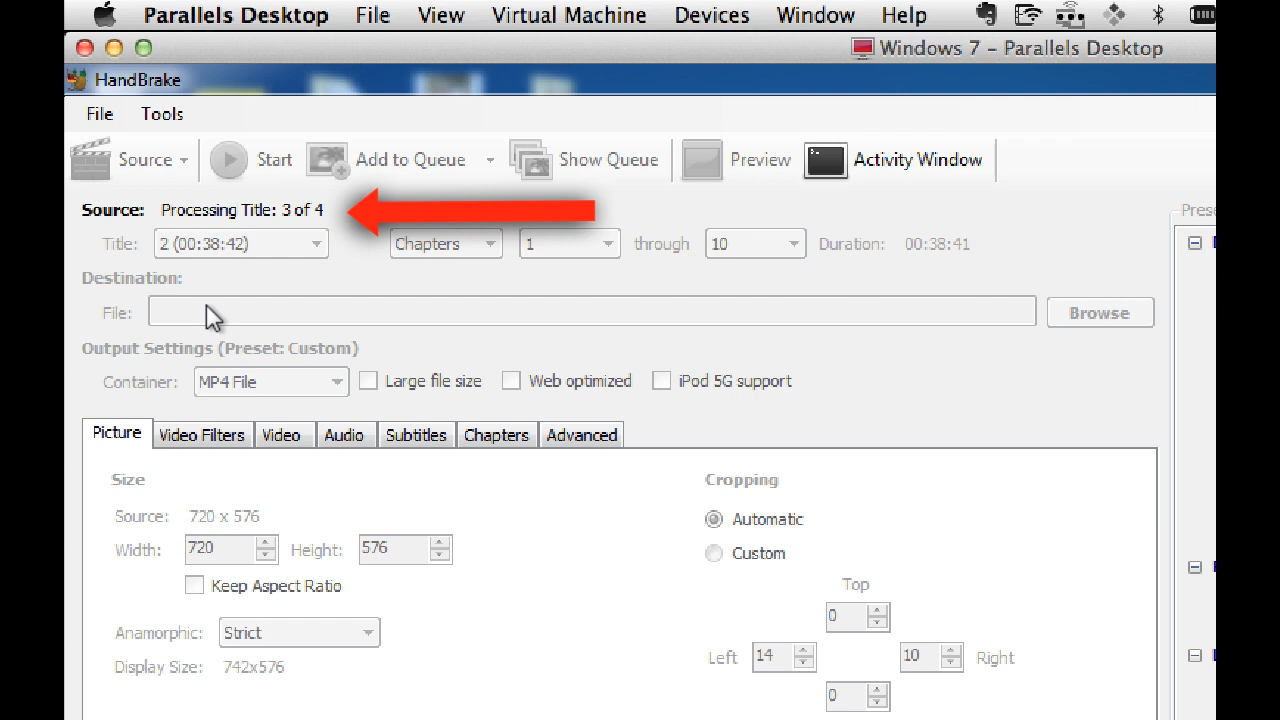 Parallels Desktop File View Virtual Machine Devices Window Help
Windows 7 - Parallels Desktop
HandBrake
File Tools
Source Start Add to Queue Show Queue Preview Activity Window
Source: Processing Title: 3 of 4
Title: 2 (00:38:42) Chapters 1 through 10 Duration: 00:38:41
Destination:
File: Browse
Output Settings (Preset: Custom)
Container: MP4 File Large file size Web optimized iPod 5G support
Picture Video Filters Video Audio Subtitles Chapters Advanced
Size Cropping
Source: 720 x 576 Automatic
Width: 720 Height: 576 Custom
Keep Aspect Ratio Top
0
Anamorphic: Strict
Left 14 10 Right
Display Size: 742x576
0